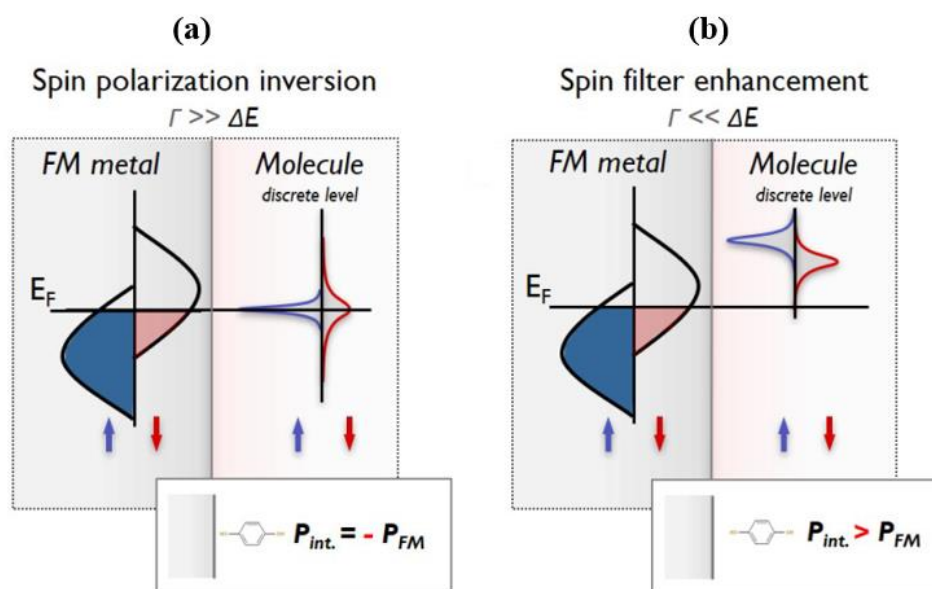 (a)
Spin polarization inversion
Γ >> ΔE
FM metal
Molecule
discrete level
E_F
P_int. = - P_FM
(b)
Spin filter enhancement
Γ << ΔE
FM metal
Molecule
discrete level
E_F
P_int. > P_FM